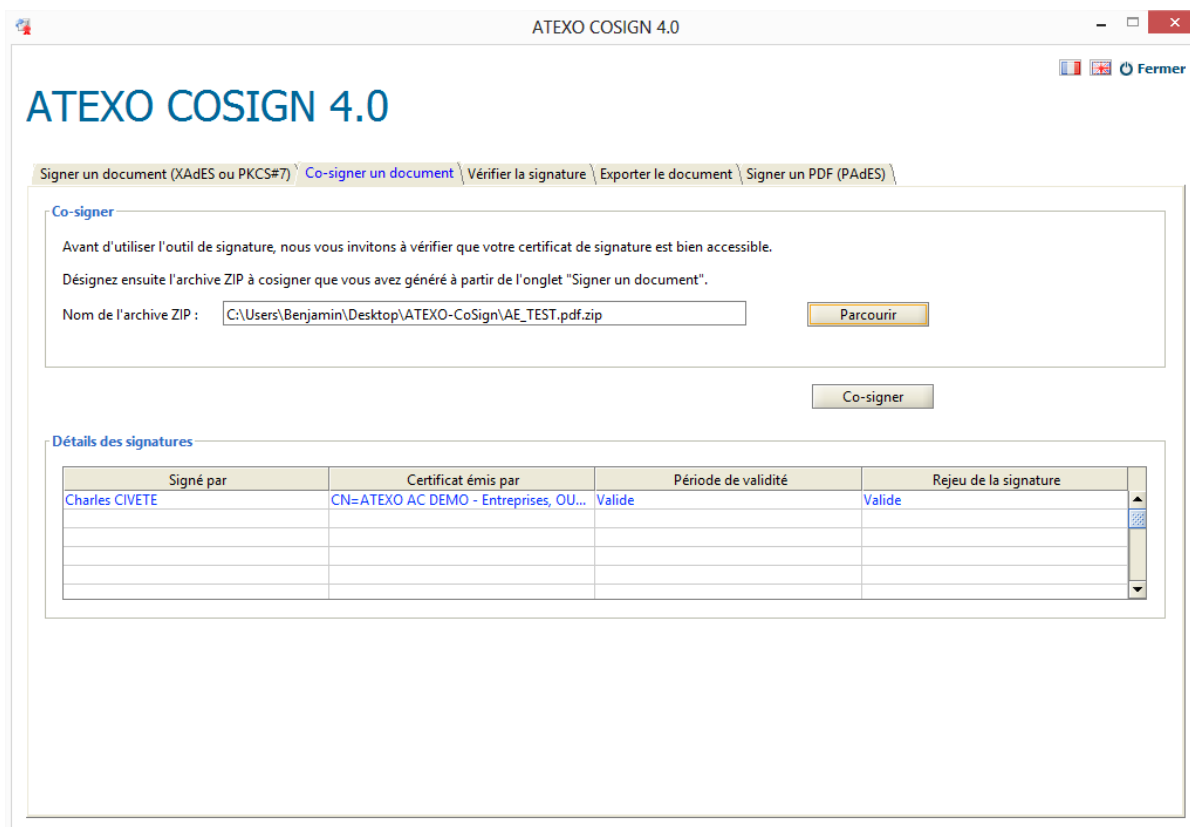 ATEXO COSIGN 4.0
Fermer
ATEXO COSIGN 4.0
Signer un document (XAdES ou PKCS#7) Co-signer un document Vérifier la signature Exporter le document Signer un PDF (PAdES)
Co-signer
Avant d'utiliser l'outil de signature, nous vous invitons à vérifier que votre certificat de signature est bien accessible.
Désignez ensuite l'archive ZIP à cosigner que vous avez généré à partir de l'onglet "Signer un document".
Nom de l'archive ZIP : C:\Users\Benjamin\Desktop\ATEXO-CoSign\AE_TEST.pdf.zip Parcourir
Co-signer
Détails des signatures
Signé par Certificat émis par Période de validité Rejeu de la signature
Charles CIVETE CN=ATEXO AC DEMO - Entreprises, OU... Valide Valide